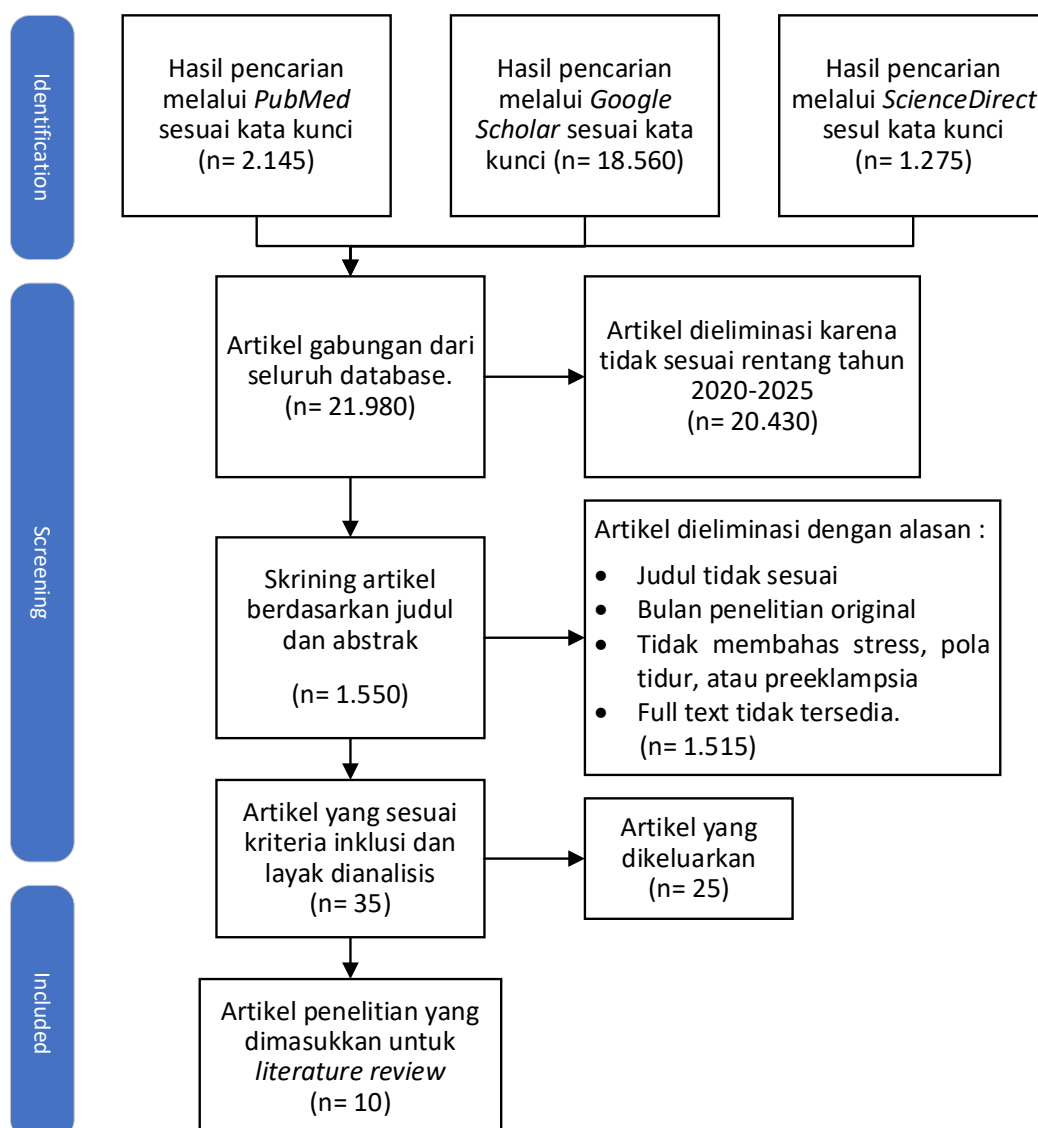 Identification
Hasil pencarian
melalui PubMed
sesuai kata kunci
(n= 2.145)
Hasil pencarian
melalui Google
Scholar sesuai kata
kunci (n= 18.560)
Hasil pencarian
melalui ScienceDirect
sesuI kata kunci
(n= 1.275)
Screening
Artikel gabungan dari
seluruh database.
(n= 21.980)
Artikel dieliminasi karena
tidak sesuai rentang tahun
2020-2025
(n= 20.430)
Skrining artikel
berdasarkan judul
dan abstrak
(n= 1.550)
Artikel dieliminasi dengan alasan :
• Judul tidak sesuai
• Bulan penelitian original
• Tidak membahas stress, pola
tidur, atau preeklampsia
• Full text tidak tersedia.
(n= 1.515)
Artikel yang sesuai
kriteria inklusi dan
layak dianalisis
(n= 35)
Artikel yang
dikeluarkan
(n= 25)
Included
Artikel penelitian yang
dimasukkan untuk
literature review
(n= 10)